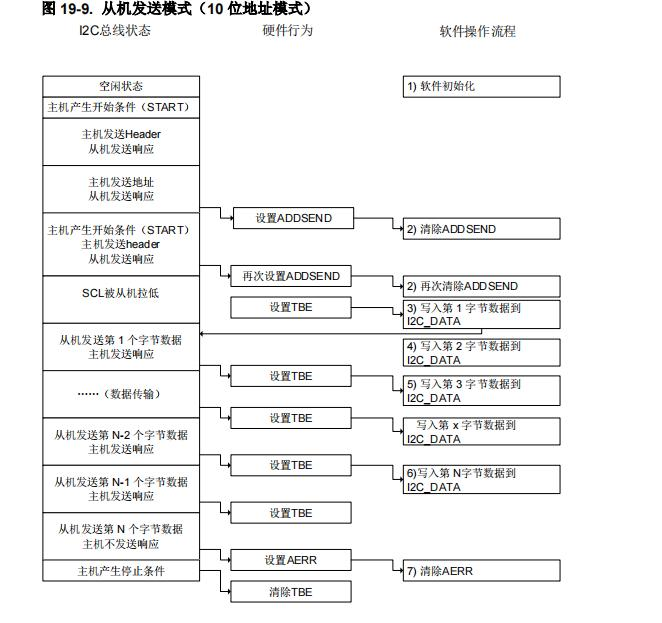 图 19-9. 从机发送模式（10 位地址模式）
I2C总线状态
硬件行为
软件操作流程
空闲状态
1) 软件初始化
主机产生开始条件（START）
主机发送Header
从机发送响应
主机发送地址
从机发送响应
设置ADDSEND
2) 清除ADDSEND
主机产生开始条件（START）
主机发送header
从机发送响应
再次设置ADDSEND
2) 再次清除ADDSEND
SCL被从机拉低
设置TBE
3) 写入第 1 字节数据到
I2C_DATA
从机发送第 1 个字节数据
主机发送响应
4) 写入第 2 字节数据到
I2C_DATA
设置TBE
5) 写入第 3 字节数据到
I2C_DATA
……（数据传输）
设置TBE
写入第 x 字节数据到
I2C_DATA
从机发送第 N-2 个字节数据
主机发送响应
设置TBE
6)写入第 N字节数据到
I2C_DATA
从机发送第 N-1 个字节数据
主机发送响应
设置TBE
从机发送第 N 个字节数据
主机不发送响应
设置AERR
7) 清除AERR
主机产生停止条件
清除TBE